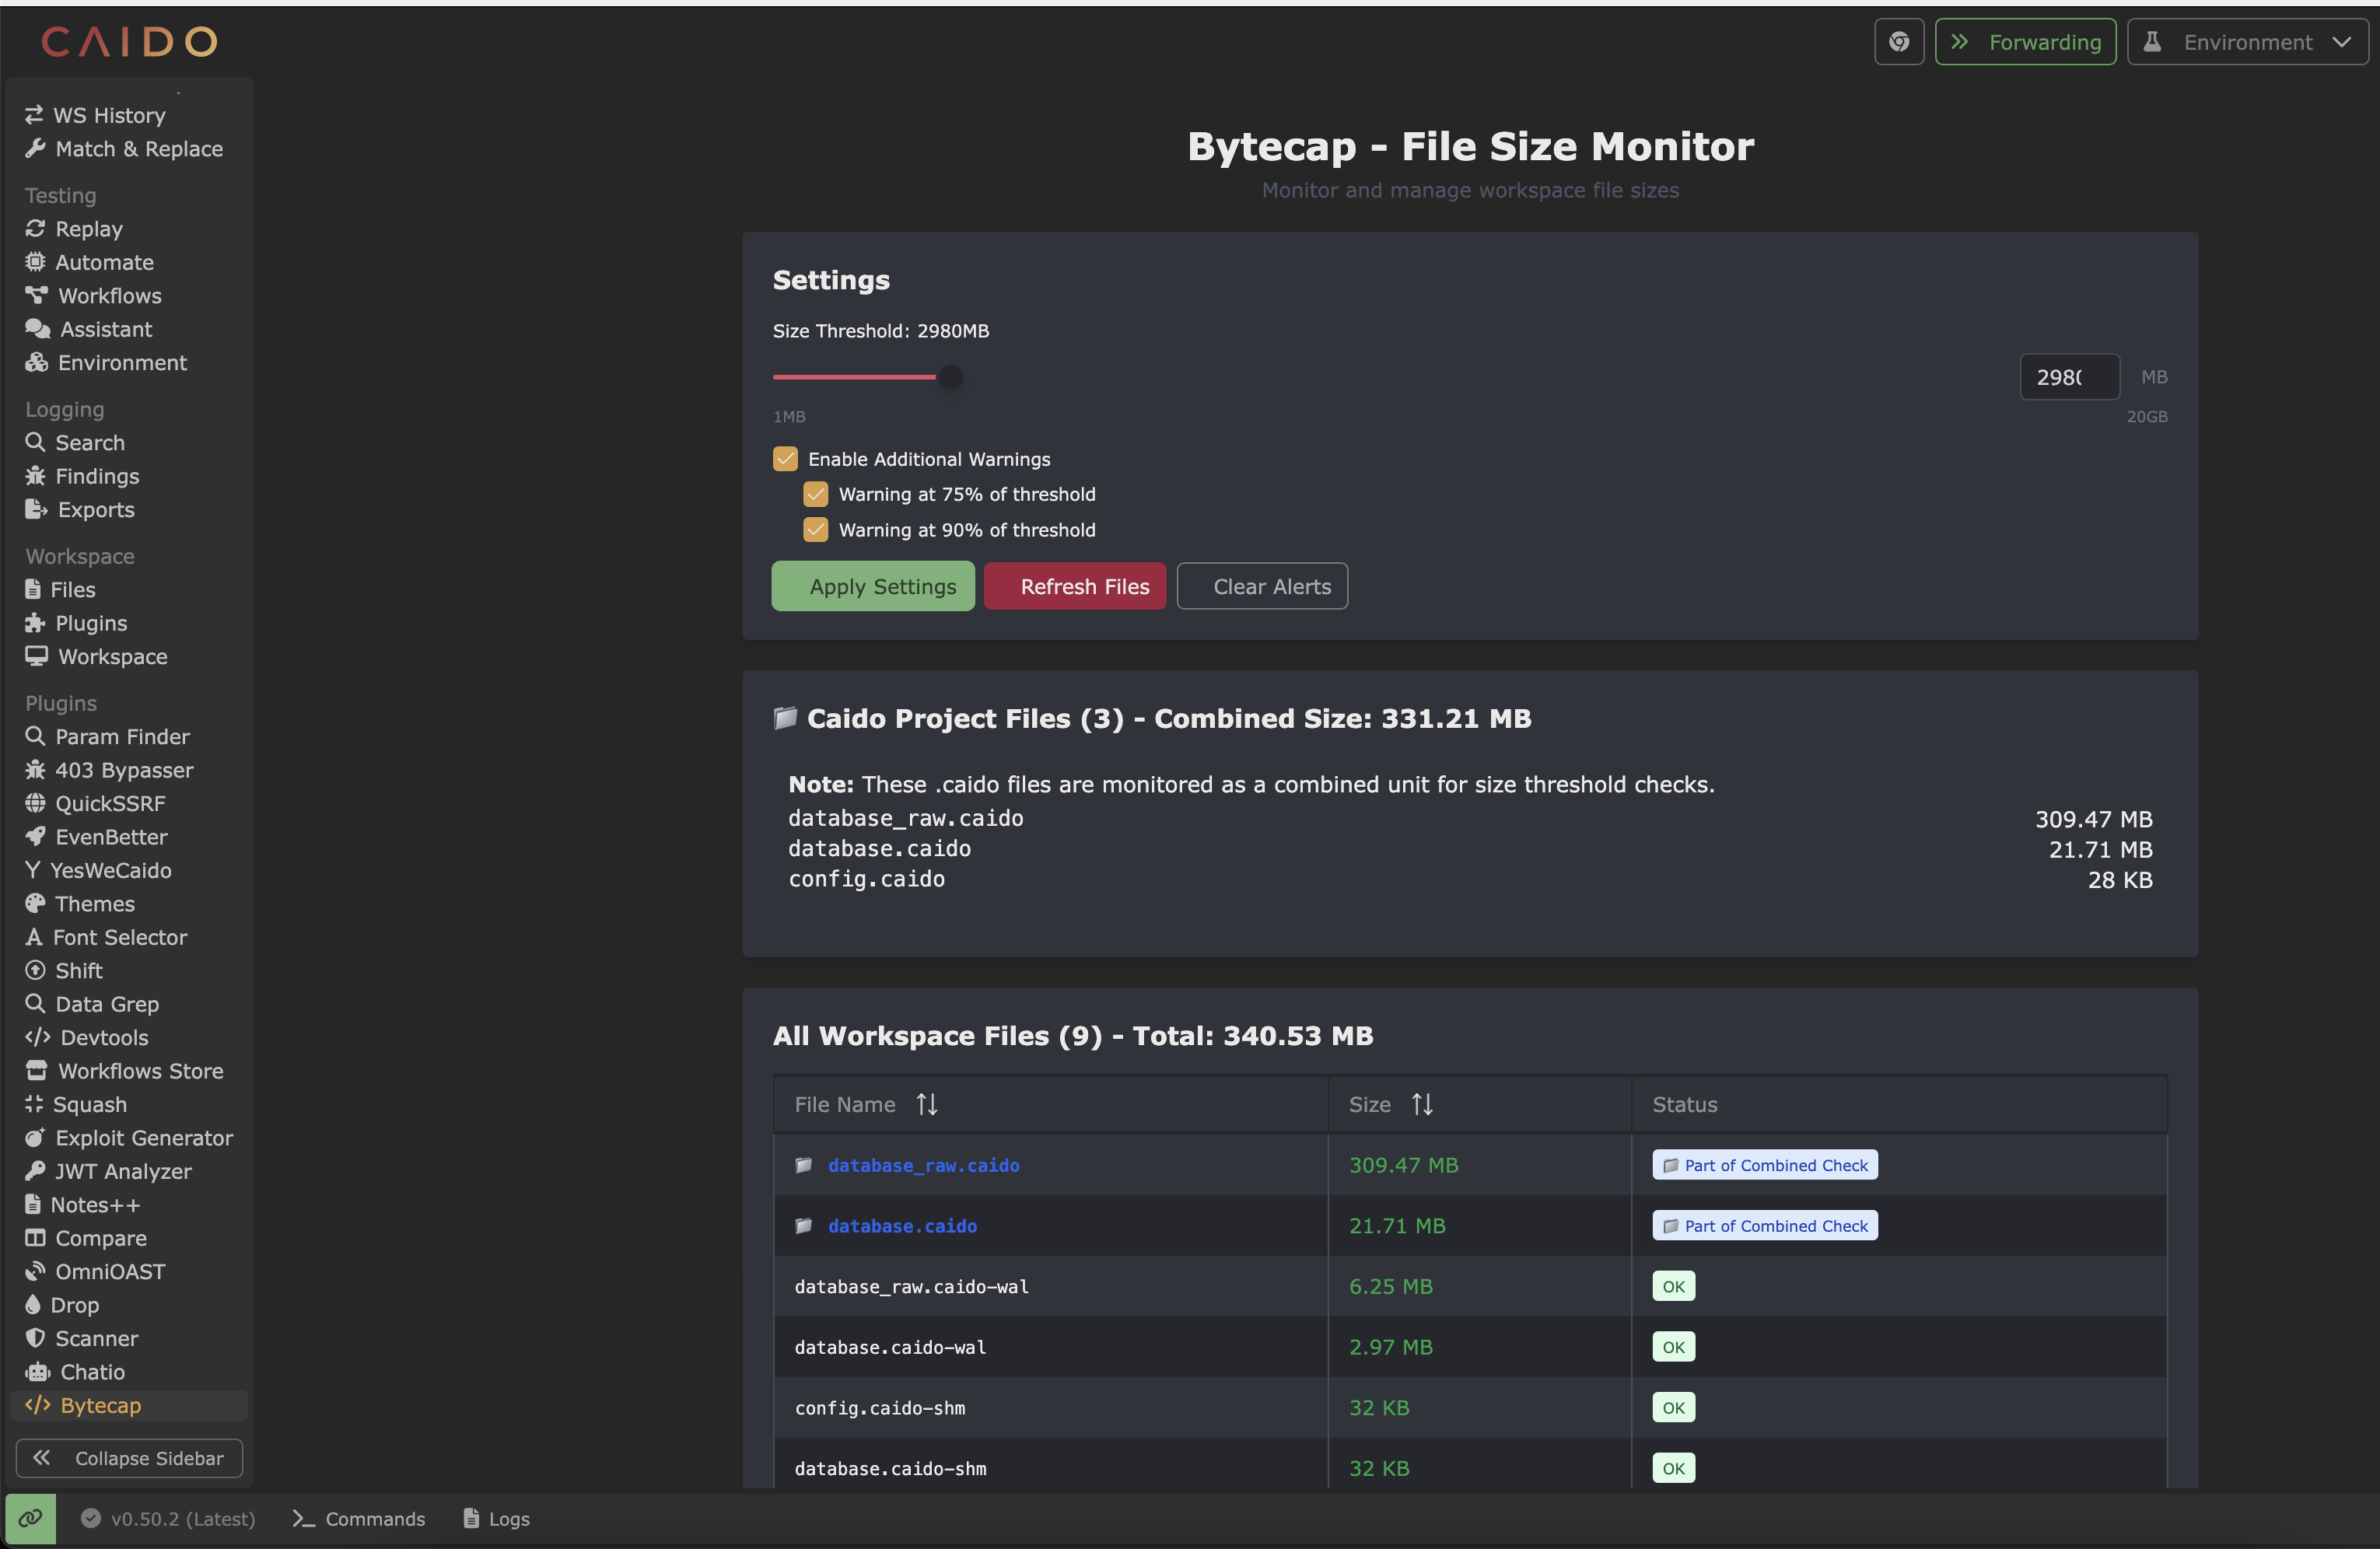 CAIDO
Forwarding
Environment
WS History
Match & Replace
Testing
Replay
Automate
Workflows
Assistant
Environment
Logging
Search
Findings
Exports
Workspace
Files
Plugins
Workspace
Plugins
Param Finder
403 Bypasser
QuickSSRF
EvenBetter
YesWeCaido
Themes
Font Selector
Shift
Data Grep
Devtools
Workflows Store
Squash
Exploit Generator
JWT Analyzer
Notes++
Compare
OmniOAST
Drop
Scanner
Chatio
Bytecap
Collapse Sidebar
Bytecap - File Size Monitor
Monitor and manage workspace file sizes
Settings
Size Threshold: 2980MB
2980 MB
1MB 20GB
Enable Additional Warnings
Warning at 75% of threshold
Warning at 90% of threshold
Apply Settings Refresh Files Clear Alerts
Caido Project Files (3) - Combined Size: 331.21 MB
Note: These .caido files are monitored as a combined unit for size threshold checks.
database_raw.caido 309.47 MB
database.caido 21.71 MB
config.caido 28 KB
All Workspace Files (9) - Total: 340.53 MB
File Name Size Status
database_raw.caido 309.47 MB Part of Combined Check
database.caido 21.71 MB Part of Combined Check
database_raw.caido-wal 6.25 MB OK
database.caido-wal 2.97 MB OK
config.caido-shm 32 KB OK
database.caido-shm 32 KB OK
v0.50.2 (Latest) Commands Logs